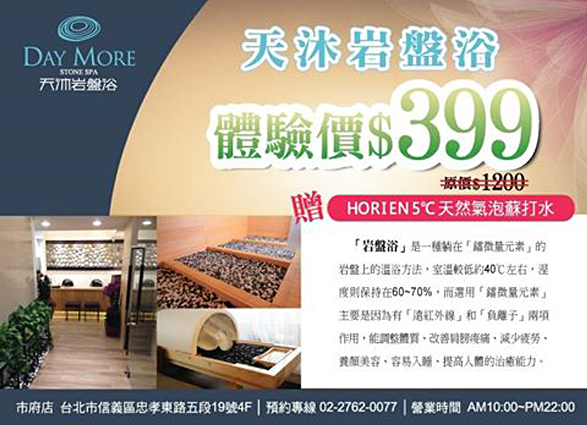 DAY MORE
STONE SPA
天沐岩盤浴
天沐岩盤浴
體驗價$399
原價$1200
贈 HORIEN 5℃ 天然氣泡蘇打水
「岩盤浴」是一種躺在「鐳微量元素」的
岩盤上的溫浴方法,室溫較低約40℃左右,溼
度則保持在60~70%,而選用「鐳微量元素」
主要是因為有「遠紅外線」和「負離子」兩項
作用,能調整體質、改善肩膀痠痛、減少疲勞、
養顏美容、容易入睡、提高人體的治癒能力。
市府店 台北市信義區忠孝東路五段19號4F | 預約專線 02-2762-0077 | 營業時間 AM10:00~PM22:00